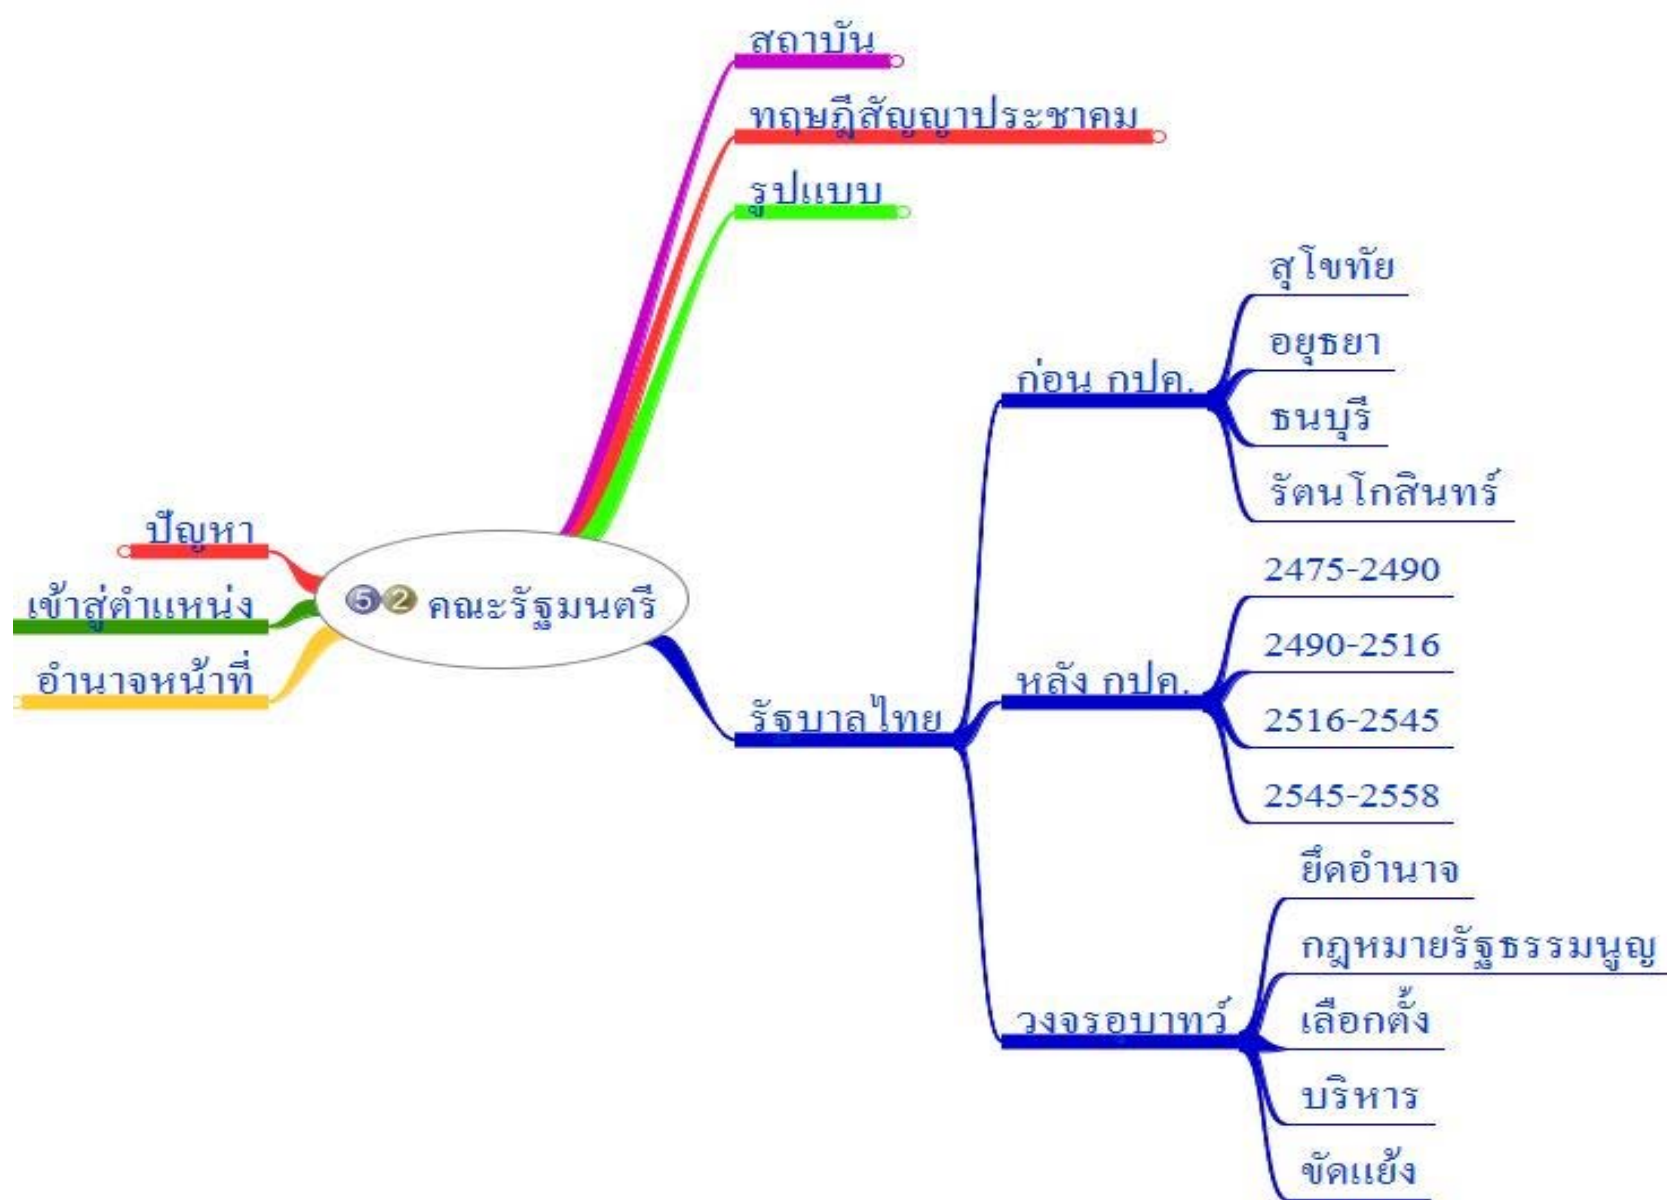 สถาบัน
ทฤษฎีสัญญาประชาคม
รูปแบบ
สุโขทัย
อยุธยา
ก่อน กปค.
ธนบุรี
รัตนโกสินทร์
ปัญหา
เข้าสู่ตำแหน่ง
อำนาจหน้าที่
5 2 คณะรัฐมนตรี
รัฐบาลไทย
2475-2490
2490-2516
หลัง กปค.
2516-2545
2545-2558
ยึดอำนาจ
กฎหมายรัฐธรรมนูญ
วงจรอุบาทว์
เลือกตั้ง
บริหาร
ขัดแย้ง